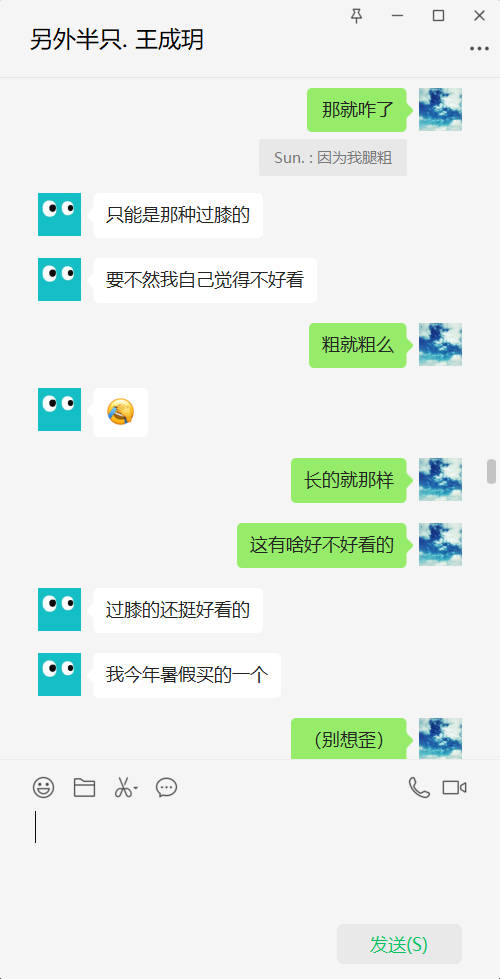 另外半只. 王成玥
那就咋了
Sun. : 因为我腿粗
只能是那种过膝的
要不然我自己觉得不好看
粗就粗么
长的就那样
这有啥好不好看的
过膝的还挺好看的
我今年暑假买的一个
（别想歪）
发送(S)